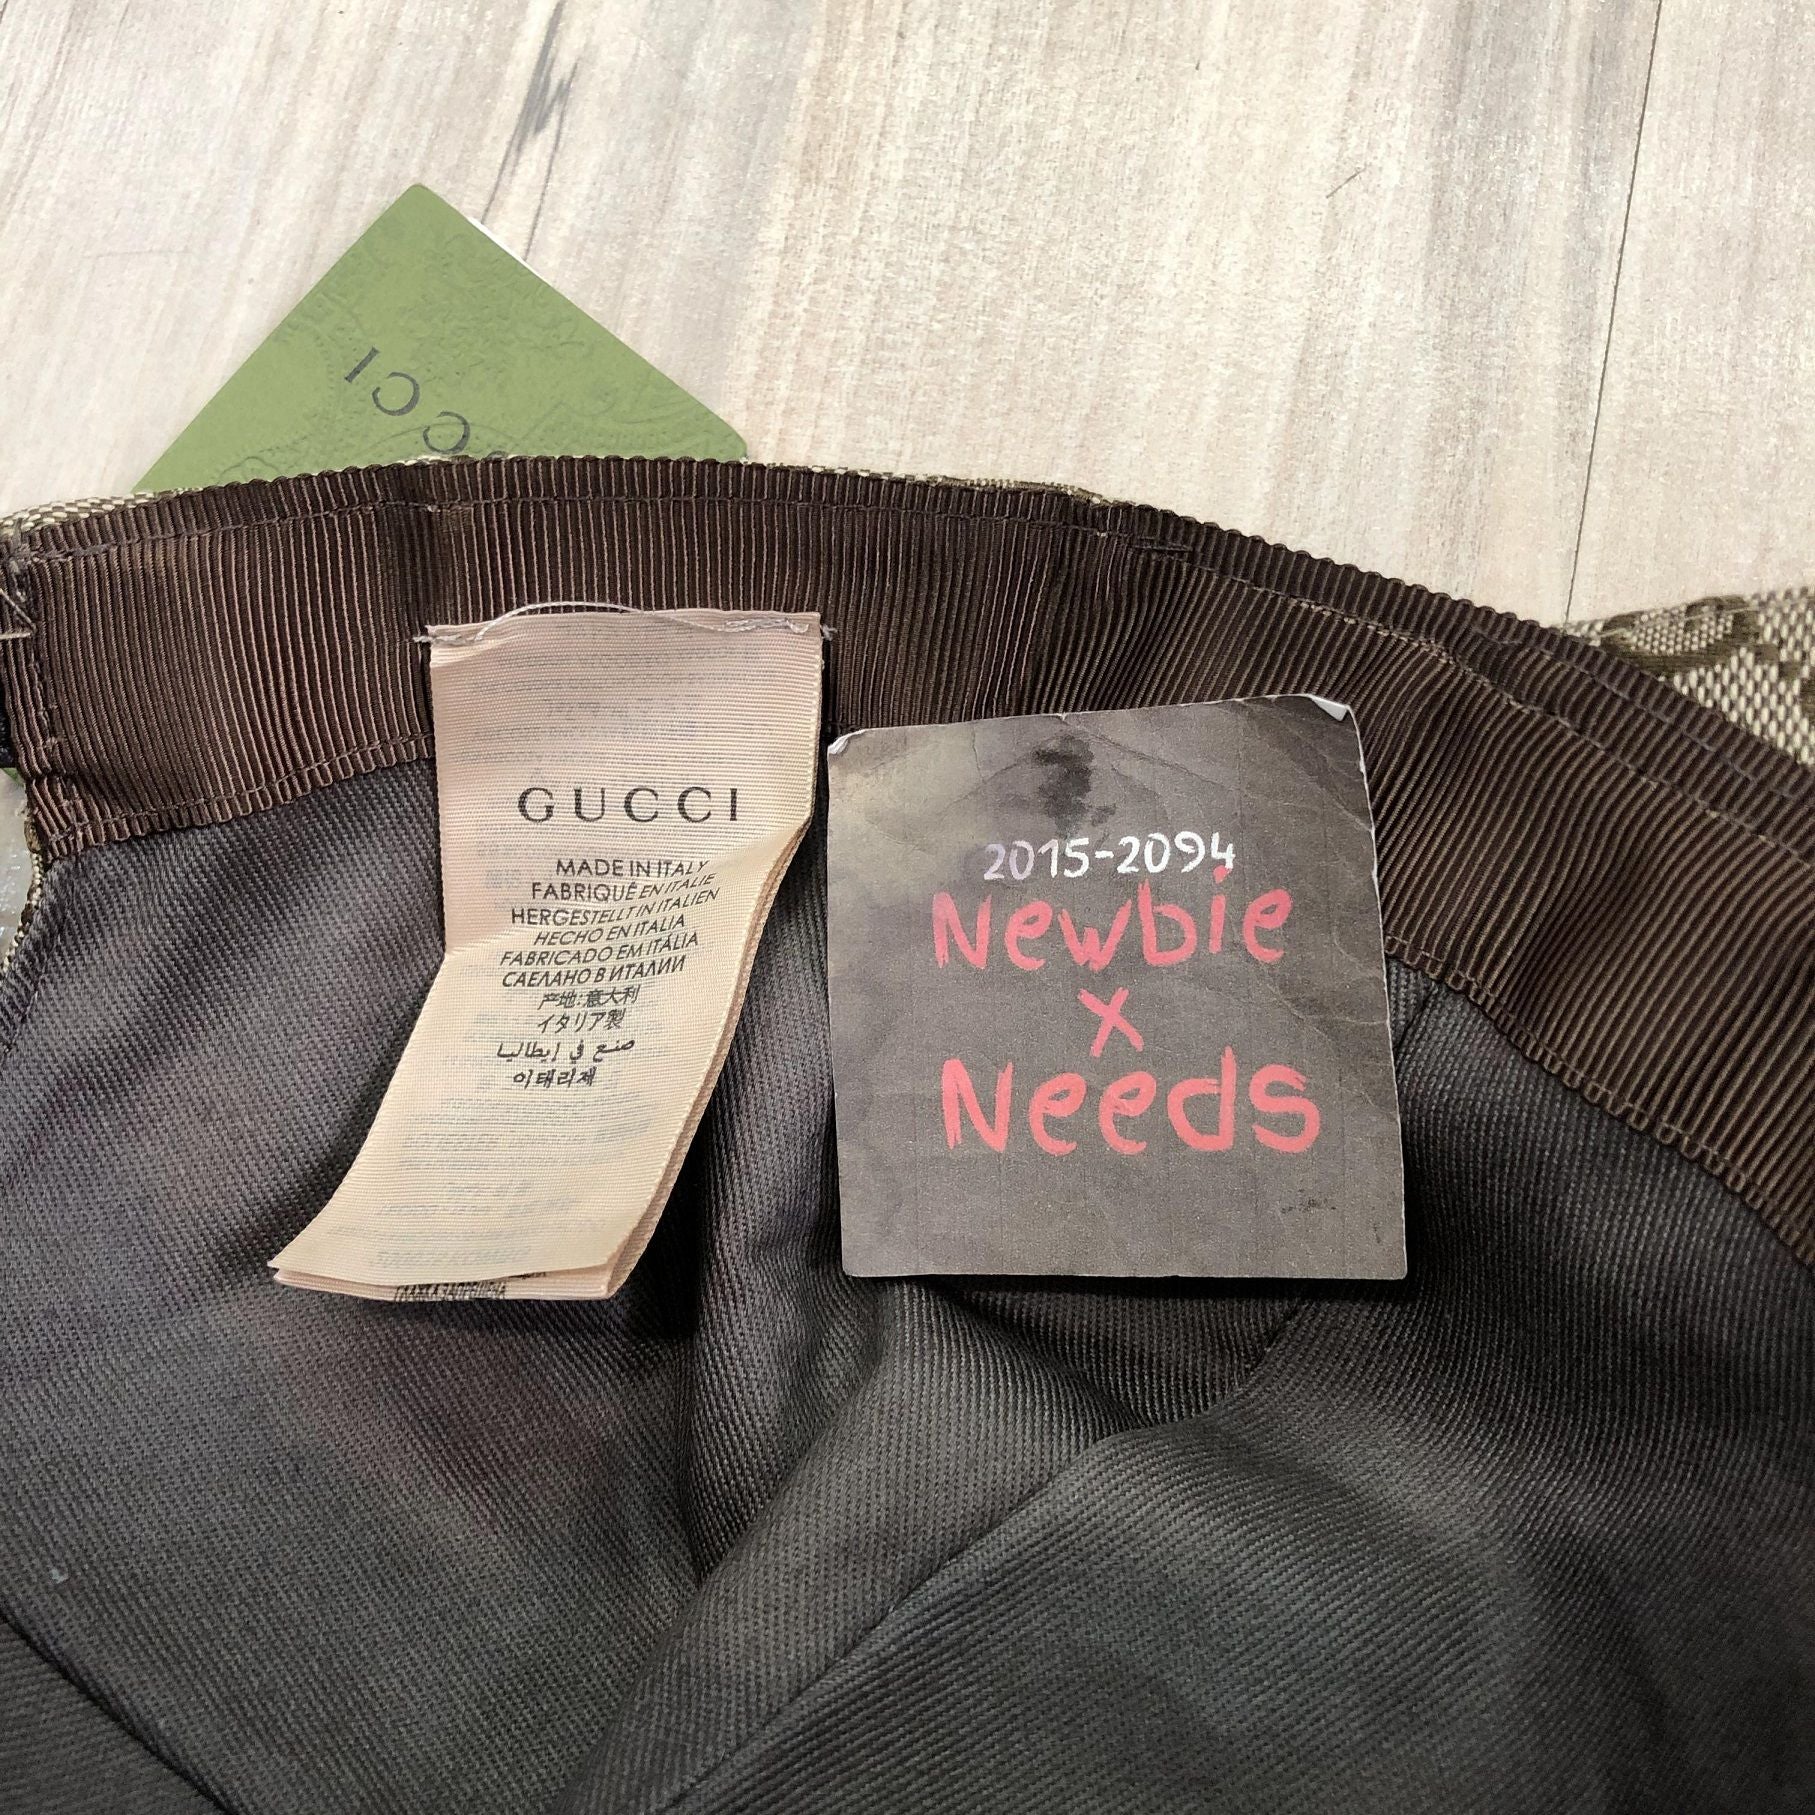 GUCCI
GUCCI
MADE IN ITALY
FABRIQUÉ EN ITALIE
HERGESTELLT IN ITALIEN
HECHO EN ITALIA
FABRICADO EM ITÁLIA
СДЕЛАНО В ИТАЛИИ
产地:意大利
イタリア製
صنع في إيطاليا
이태리제
2015-2094
Newbie
x
Needs